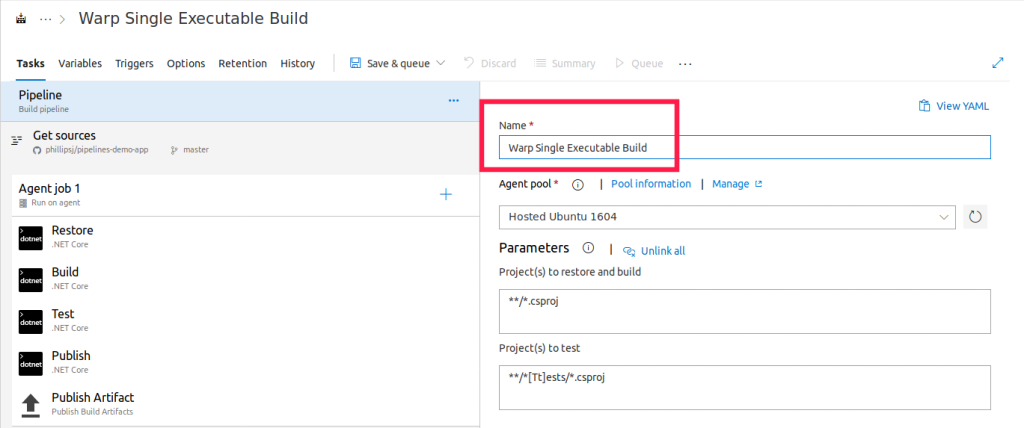 ··· > Warp Single Executable Build
Tasks Variables Triggers Options Retention History Save & queue Discard Summary Queue ···
Pipeline ···
Build pipeline
Get sources
phillipsj/pipelines-demo-app master
Agent job 1 +
Run on agent
dotnet Restore
.NET Core
dotnet Build
.NET Core
dotnet Test
.NET Core
dotnet Publish
.NET Core
Publish Artifact
Publish Build Artifacts
View YAML
Name *
Warp Single Executable Build
Agent pool * | Pool information | Manage
Hosted Ubuntu 1604
Parameters | Unlink all
Project(s) to restore and build
**/*.csproj
Project(s) to test
**/*[Tt]ests/*.csproj